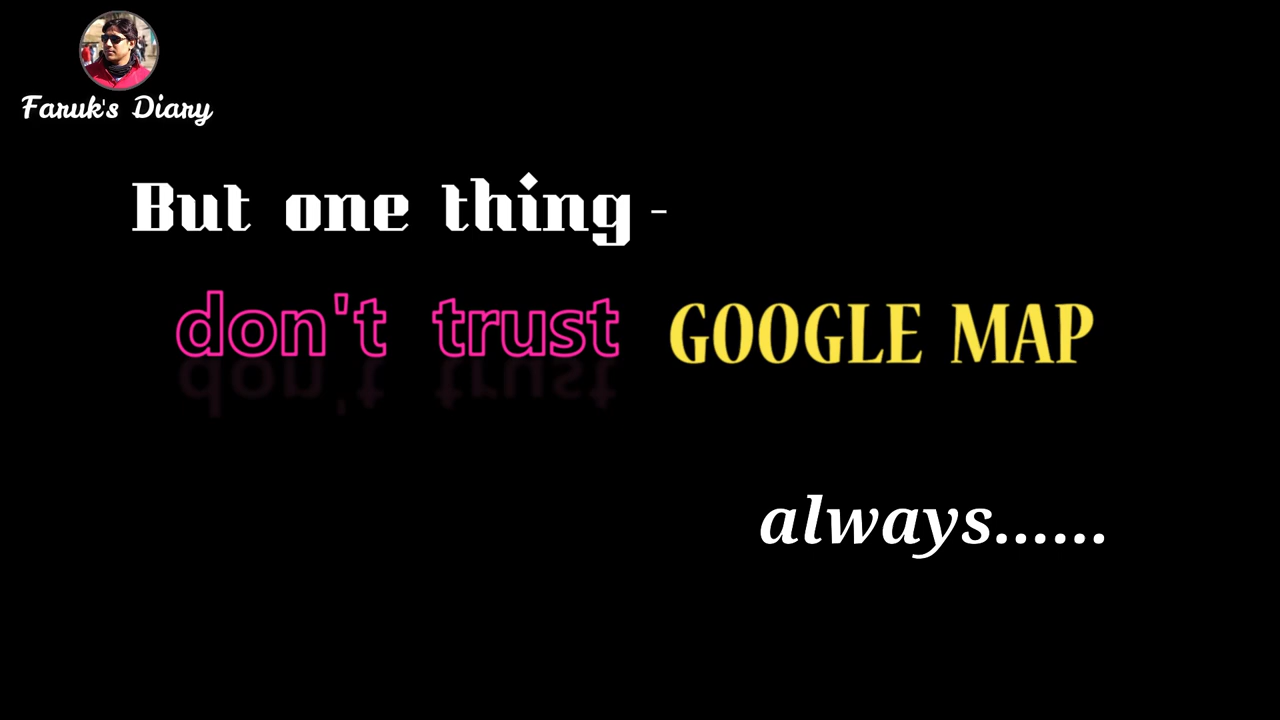 Faruk's Diary
But one thing -
don't trust GOOGLE MAP
always......